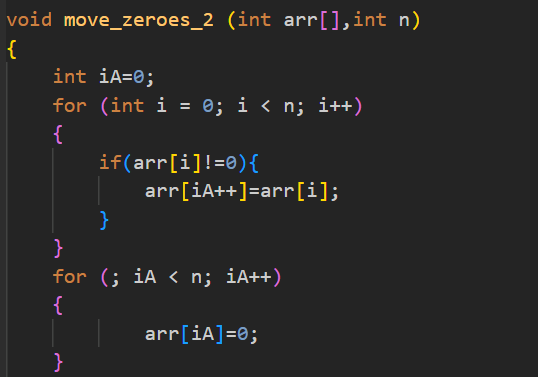 void move_zeroes_2 (int arr[],int n)
{
    int iA=0;
    for (int i = 0; i < n; i++)
    {
        if(arr[i]!=0){
            arr[iA++]=arr[i];
        }
    }
    for (; iA < n; iA++)
    {
            arr[iA]=0;
    }